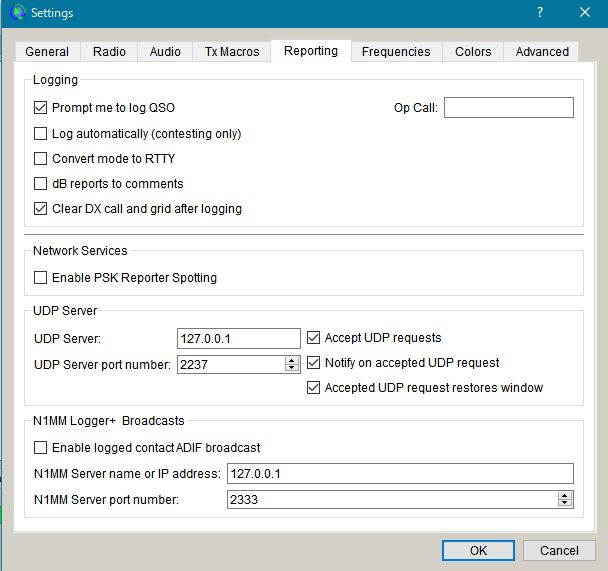 Settings
?
General Radio Audio Tx Macros Reporting Frequencies Colors Advanced
Logging
Prompt me to log QSO Op Call:
Log automatically (contesting only)
Convert mode to RTTY
dB reports to comments
Clear DX call and grid after logging
Network Services
Enable PSK Reporter Spotting
UDP Server
UDP Server: 127.0.0.1 Accept UDP requests
UDP Server port number: 2237 Notify on accepted UDP request
Accepted UDP request restores window
N1MM Logger+ Broadcasts
Enable logged contact ADIF broadcast
N1MM Server name or IP address: 127.0.0.1
N1MM Server port number: 2333
OK Cancel